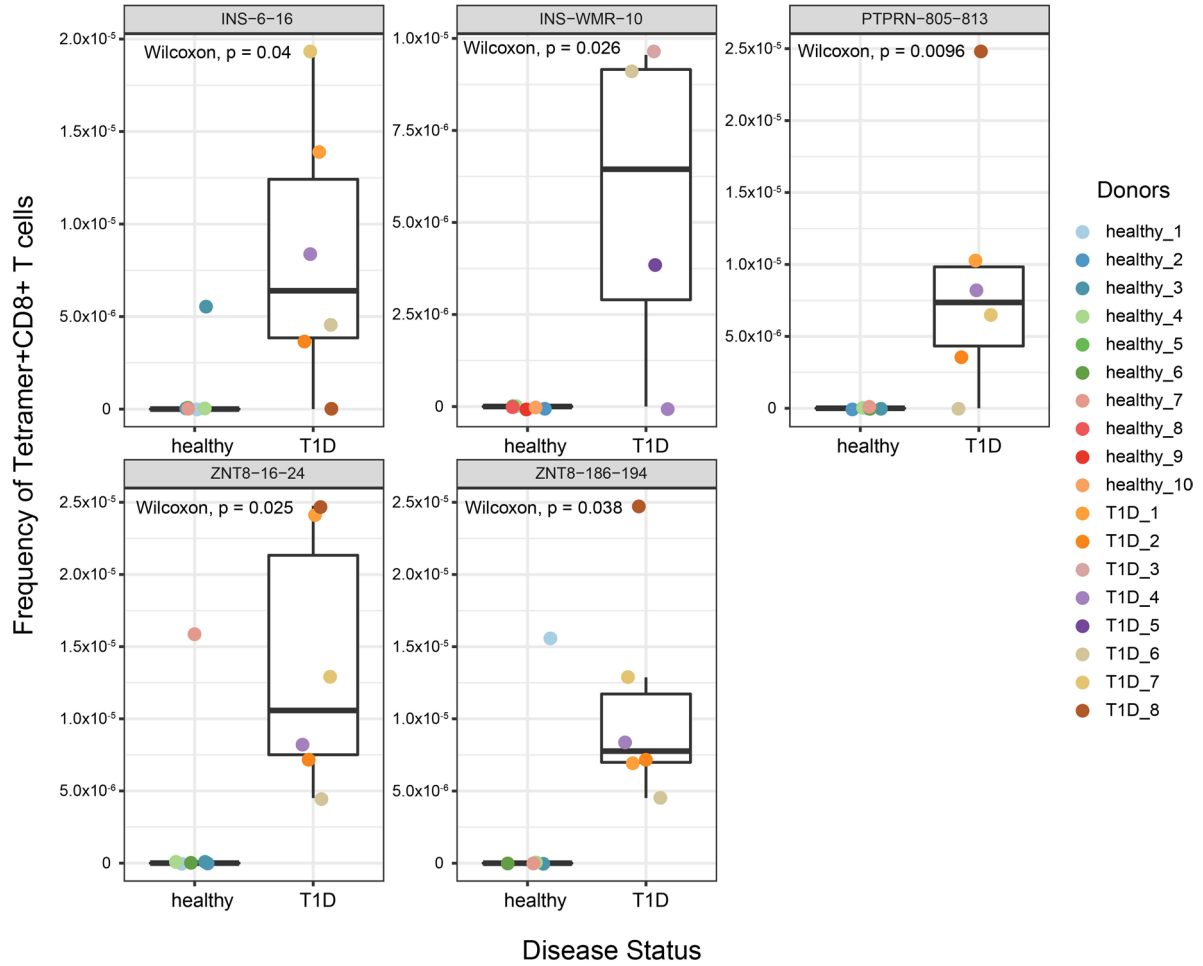 INS−6−16
Wilcoxon, p = 0.04
2.0x10⁻⁵
1.5x10⁻⁵
1.0x10⁻⁵
5.0x10⁻⁶
0
healthy T1D
INS−WMR−10
Wilcoxon, p = 0.026
1.0x10⁻⁵
7.5x10⁻⁶
5.0x10⁻⁶
2.5x10⁻⁶
0
healthy T1D
PTPRN−805−813
Wilcoxon, p = 0.0096
2.5x10⁻⁵
2.0x10⁻⁵
1.5x10⁻⁵
1.0x10⁻⁵
5.0x10⁻⁶
0
healthy T1D
ZNT8−16−24
Wilcoxon, p = 0.025
2.5x10⁻⁵
2.0x10⁻⁵
1.5x10⁻⁵
1.0x10⁻⁵
5.0x10⁻⁶
0
healthy T1D
ZNT8−186−194
Wilcoxon, p = 0.038
2.5x10⁻⁵
2.0x10⁻⁵
1.5x10⁻⁵
1.0x10⁻⁵
5.0x10⁻⁶
0
healthy T1D
Frequency of Tetramer+CD8+ T cells
Disease Status
Donors
healthy_1
healthy_2
healthy_3
healthy_4
healthy_5
healthy_6
healthy_7
healthy_8
healthy_9
healthy_10
T1D_1
T1D_2
T1D_3
T1D_4
T1D_5
T1D_6
T1D_7
T1D_8